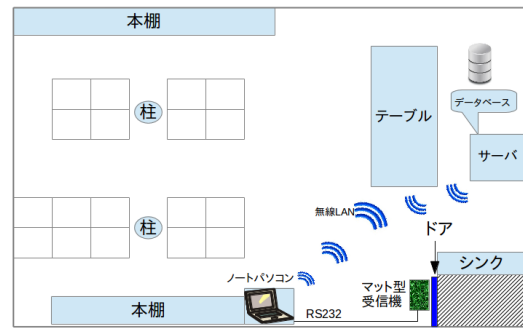 本棚
柱
テーブル
データベース
サーバ
柱
無線LAN
ドア
シンク
ノートパソコン
マット型
受信機
本棚
RS232